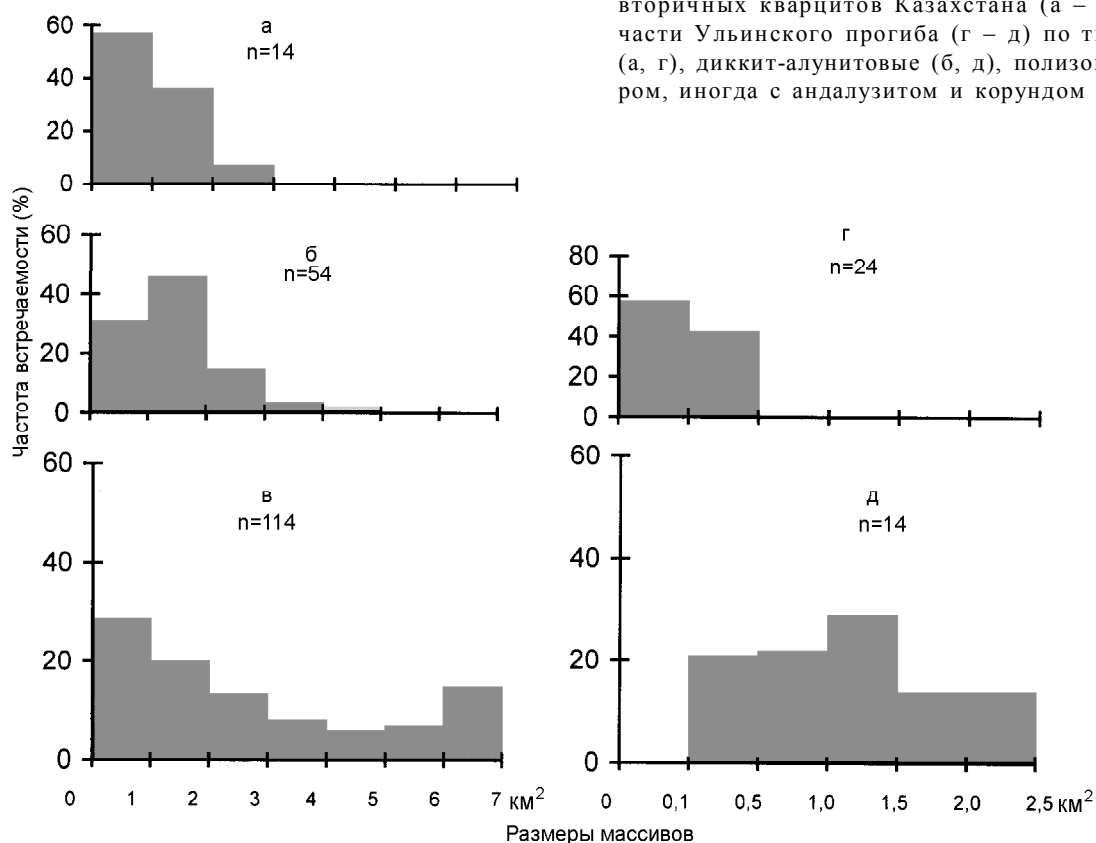 вторичных кварцитов Казахстана (а –
части Ульинского прогиба (г – д) по
(а, г), диккит-алунитовые (б, д),
ром, иногда с андалузитом и корундом
60
40
20
0
а
n=14
Частота встречаемости (%)
60
40
20
0
б
n=54
60
40
20
0
в
n=114
0 1 2 3 4 5 6 7 км²
80
60
40
20
0
г
n=24
60
40
20
0
д
n=14
0 0,1 0,5 1,0 1,5 2,0 2,5 км²
Размеры массивов